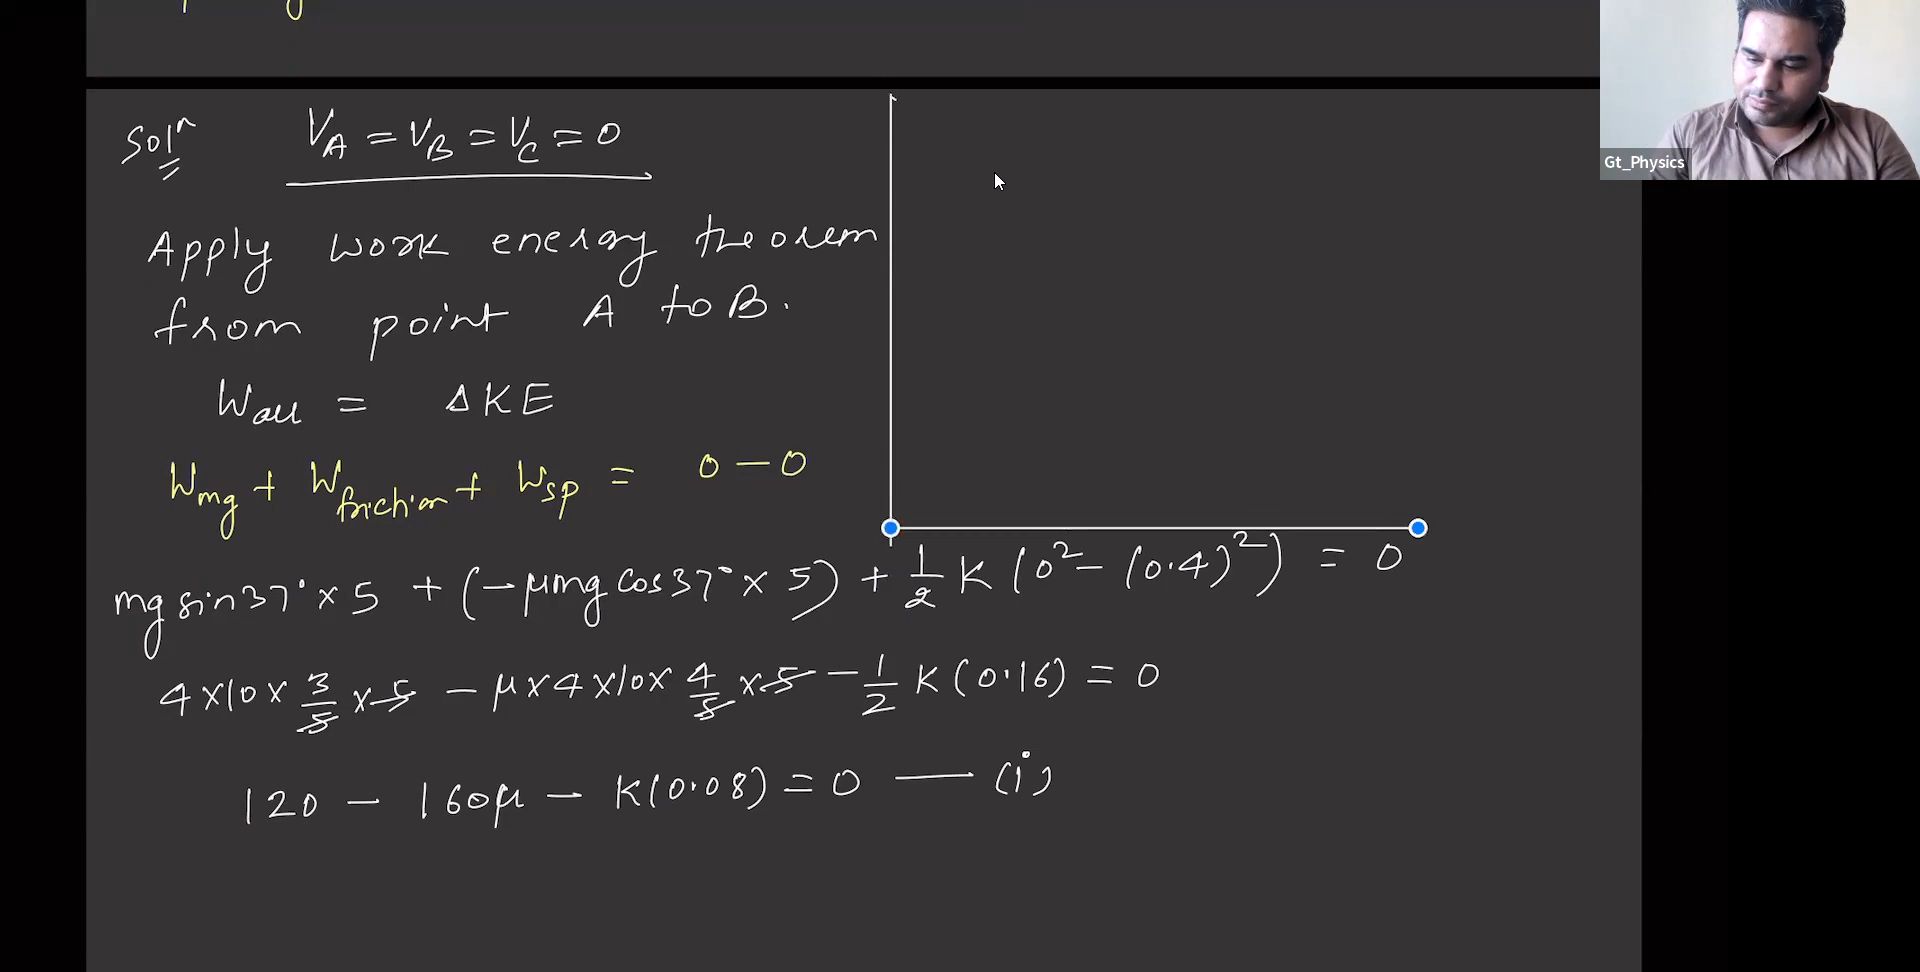 Solⁿ V_A = V_B = V_C = 0
Apply work energy theorem
from point A to B.
W_all = ΔKE
W_mg + W_friction + W_sp = 0 - 0
mg sin37° × 5 + (-μmg cos37° × 5) + 1/2 K (0² - (0.4)²) = 0
4 × 10 × 3/5 × 5 - μ × 4 × 10 × 4/5 × 5 - 1/2 K (0.16) = 0
120 - 160μ - K(0.08) = 0 — (i)
Gt_Physics